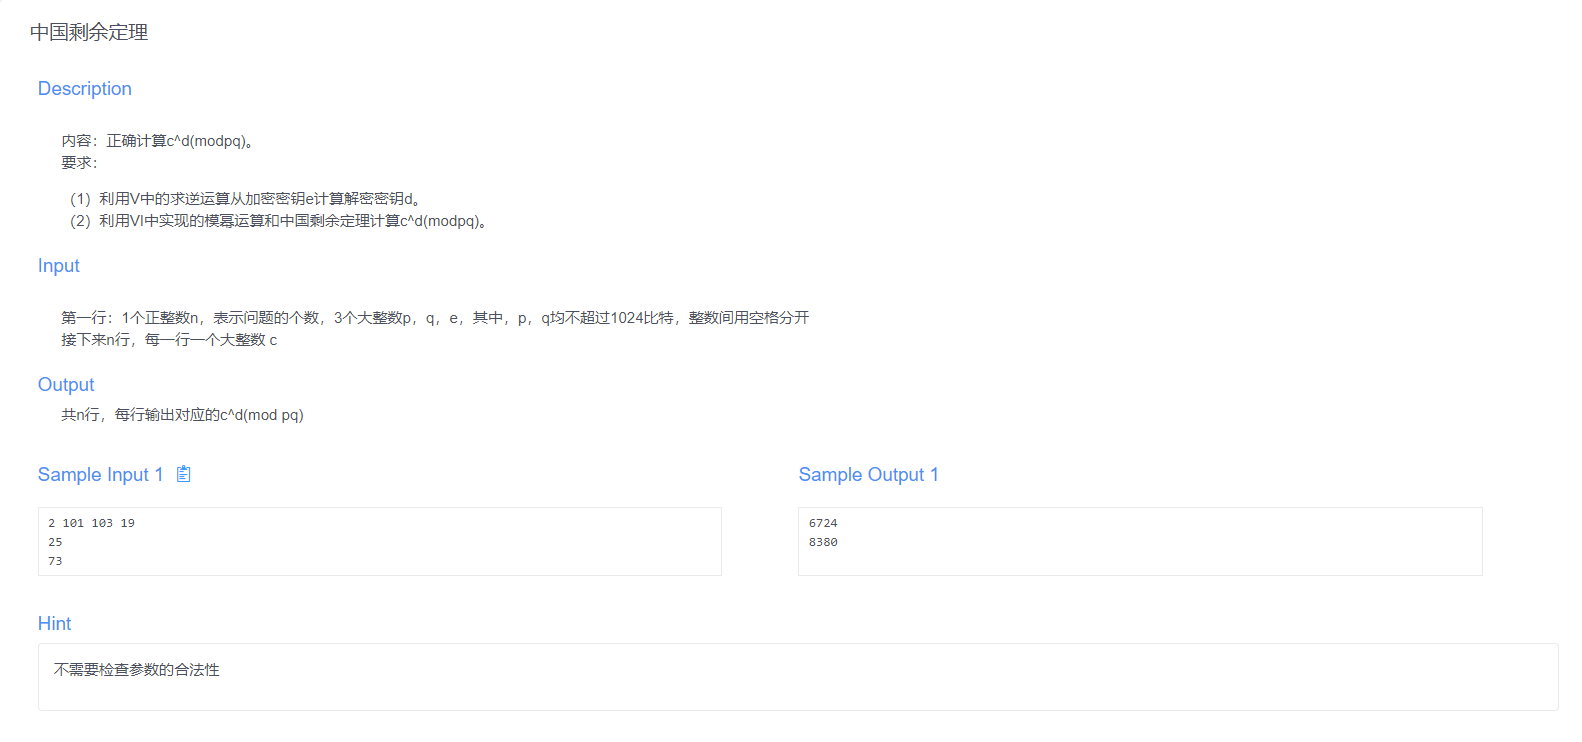 中国剩余定理
Description
内容：正确计算c^d(modpq)。
要求：
（1）利用V中的求逆运算从加密密钥e计算解密密钥d。
（2）利用VI中实现的模幂运算和中国剩余定理计算c^d(modpq)。
Input
第一行：1个正整数n，表示问题的个数，3个大整数p，q，e，其中，p，q均不超过1024比特，整数间用空格分开
接下来n行，每一行一个大整数 c
Output
共n行，每行输出对应的c^d(mod pq)
Sample Input 1
2 101 103 19
25
73
Sample Output 1
6724
8380
Hint
不需要检查参数的合法性